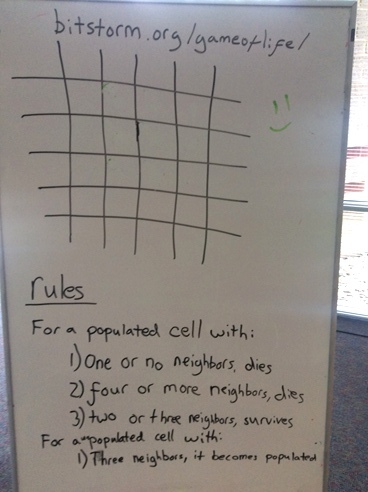 bitstorm.org/gameoflife/
rules
For a populated cell with:
1) One or no neighbors, dies
2) four or more neighbors, dies
3) two or three neighbors, survives
For a unpopulated cell with:
1) Three neighbors, it becomes populated